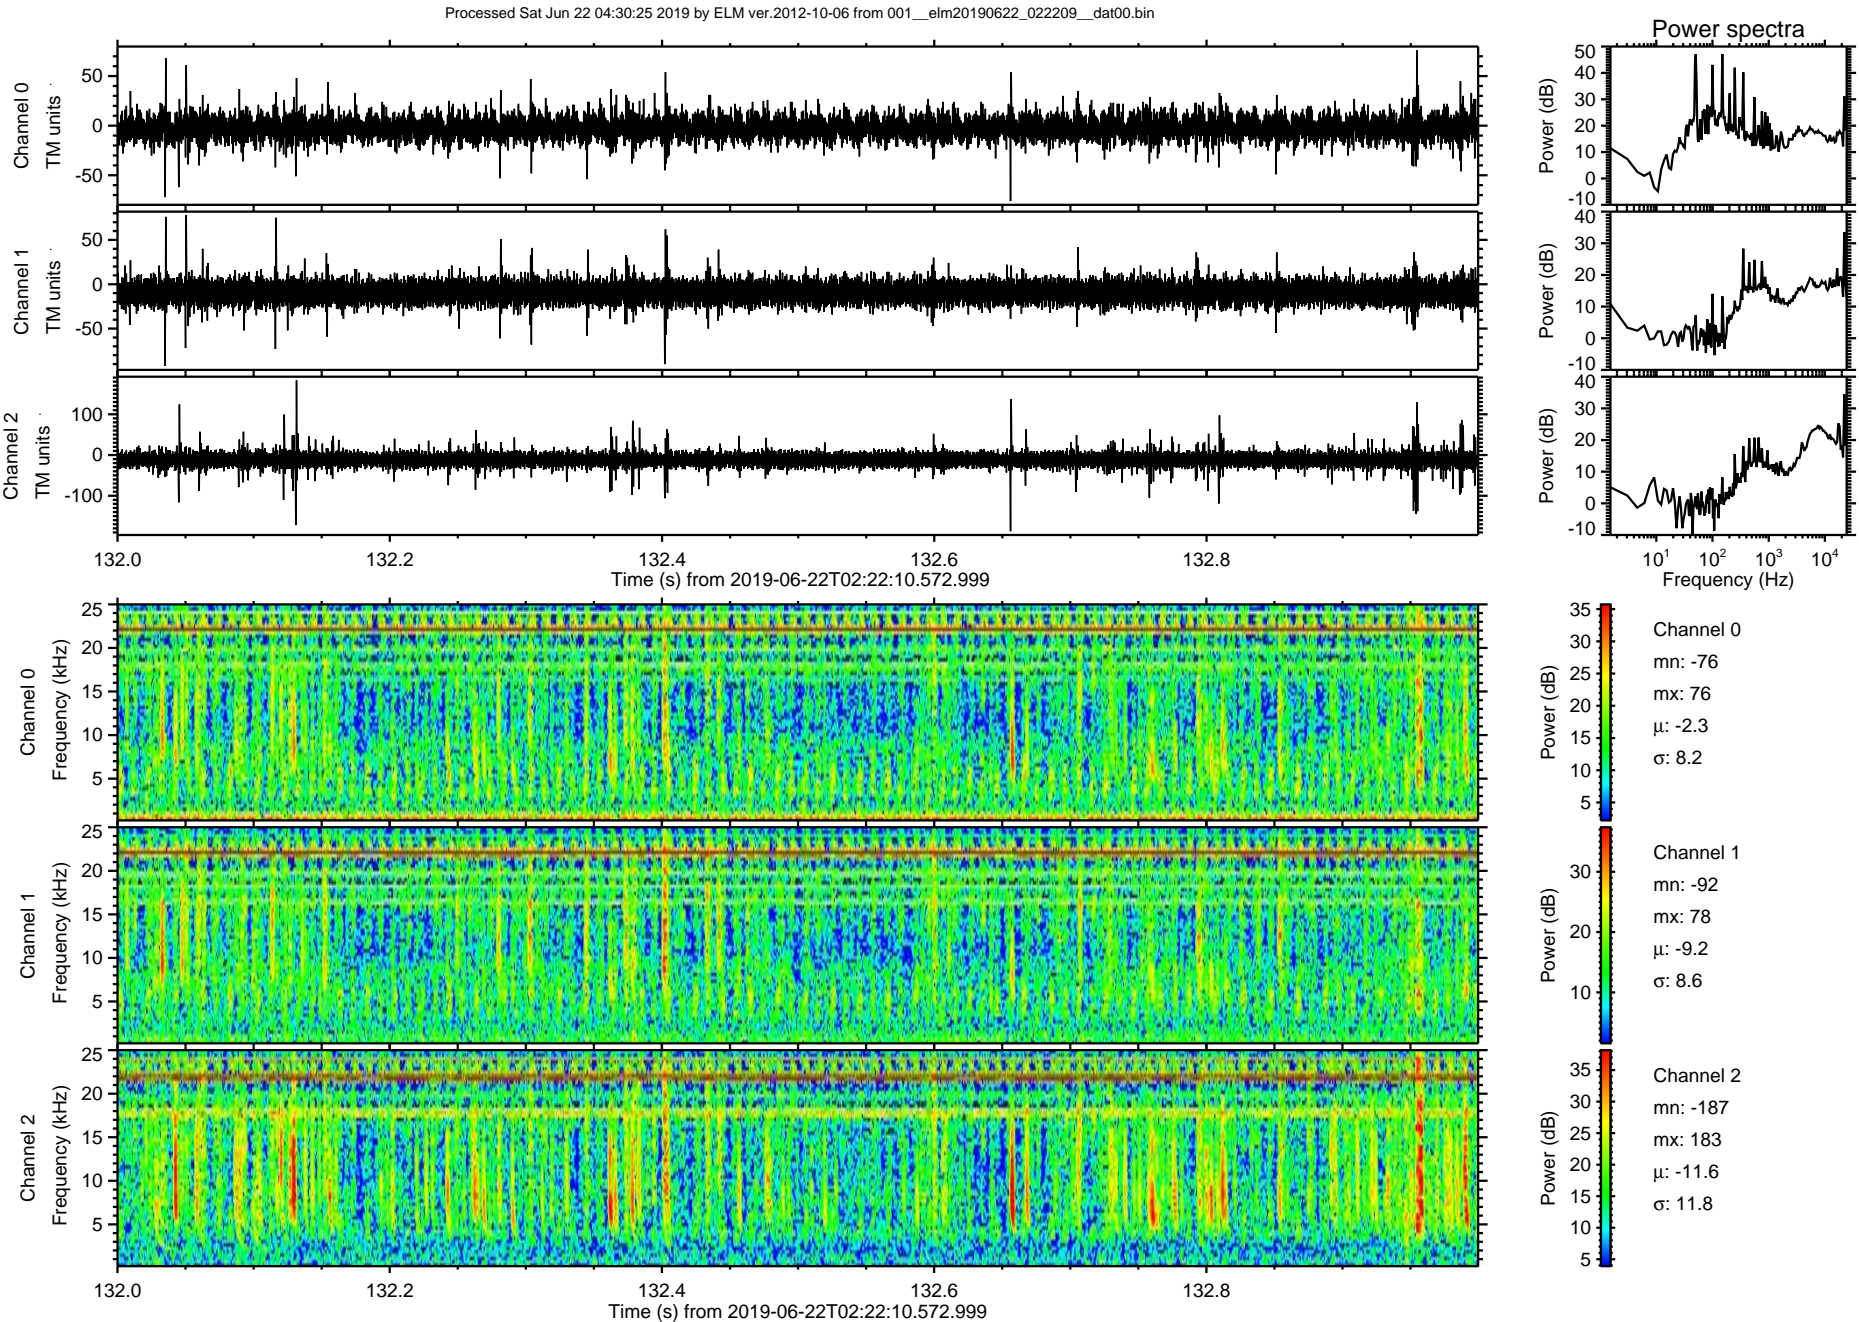 Processed Sat Jun 22 04:30:25 2019 by ELM ver.2012-10-06 from 001__elm20190622_022209__dat00.bin
Power spectra
Channel 0
TM units
50
0
-50
Power (dB)
50
40
30
20
10
0
-10
Channel 1
TM units
50
0
-50
Power (dB)
40
30
20
10
0
-10
Channel 2
TM units
100
0
-100
Power (dB)
40
30
20
10
0
-10
132.0 132.2 132.4 132.6 132.8
Time (s) from 2019-06-22T02:22:10.572.999
10¹ 10² 10³ 10⁴
Frequency (Hz)
Channel 0
Frequency (kHz)
25
20
15
10
5
Power (dB)
35
30
25
20
15
10
5
Channel 0
mn: -76
mx: 76
μ: -2.3
σ: 8.2
Channel 1
Frequency (kHz)
25
20
15
10
5
Power (dB)
30
20
10
Channel 1
mn: -92
mx: 78
μ: -9.2
σ: 8.6
Channel 2
Frequency (kHz)
25
20
15
10
5
Power (dB)
35
30
25
20
15
10
5
Channel 2
mn: -187
mx: 183
μ: -11.6
σ: 11.8
132.0 132.2 132.4 132.6 132.8
Time (s) from 2019-06-22T02:22:10.572.999